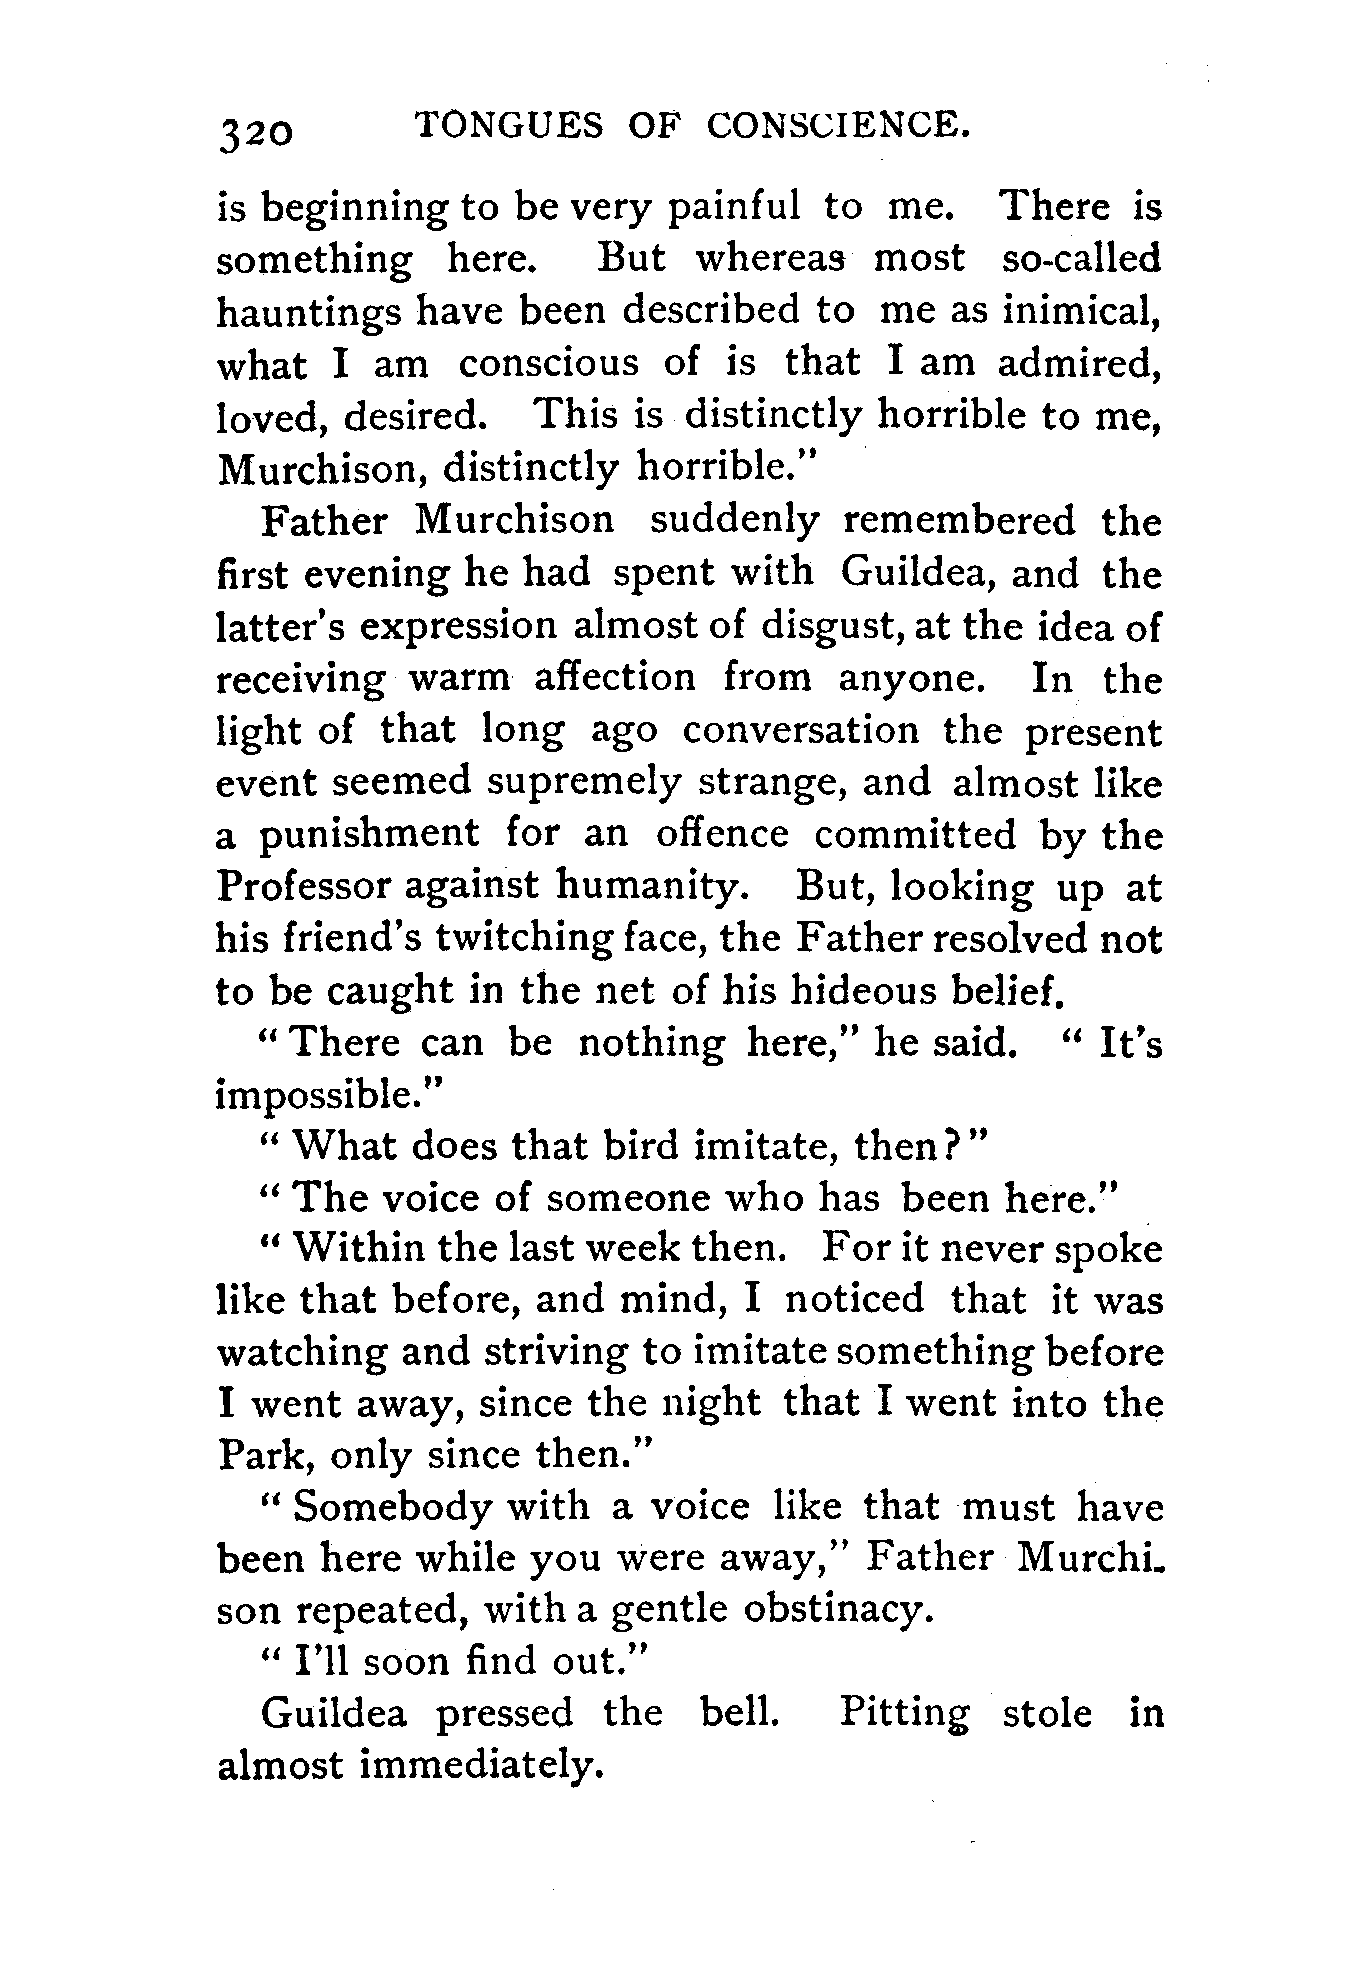 320 TONGUES OF CONSCIENCE.
is beginning to be very painful to me. There is
something here. But whereas most so-called
hauntings have been described to me as inimical,
what I am conscious of is that I am admired,
loved, desired. This is distinctly horrible to me,
Murchison, distinctly horrible."
Father Murchison suddenly remembered the
first evening he had spent with Guildea, and the
latter's expression almost of disgust, at the idea of
receiving warm affection from anyone. In the
light of that long ago conversation the present
event seemed supremely strange, and almost like
a punishment for an offence committed by the
Professor against humanity. But, looking up at
his friend's twitching face, the Father resolved not
to be caught in the net of his hideous belief.
"There can be nothing here," he said. "It's
impossible."
"What does that bird imitate, then?"
"The voice of someone who has been here."
"Within the last week then. For it never spoke
like that before, and mind, I noticed that it was
watching and striving to imitate something before
I went away, since the night that I went into the
Park, only since then."
"Somebody with a voice like that must have
been here while you were away," Father Murchi-
son repeated, with a gentle obstinacy.
"I'll soon find out."
Guildea pressed the bell. Pitting stole in
almost immediately.